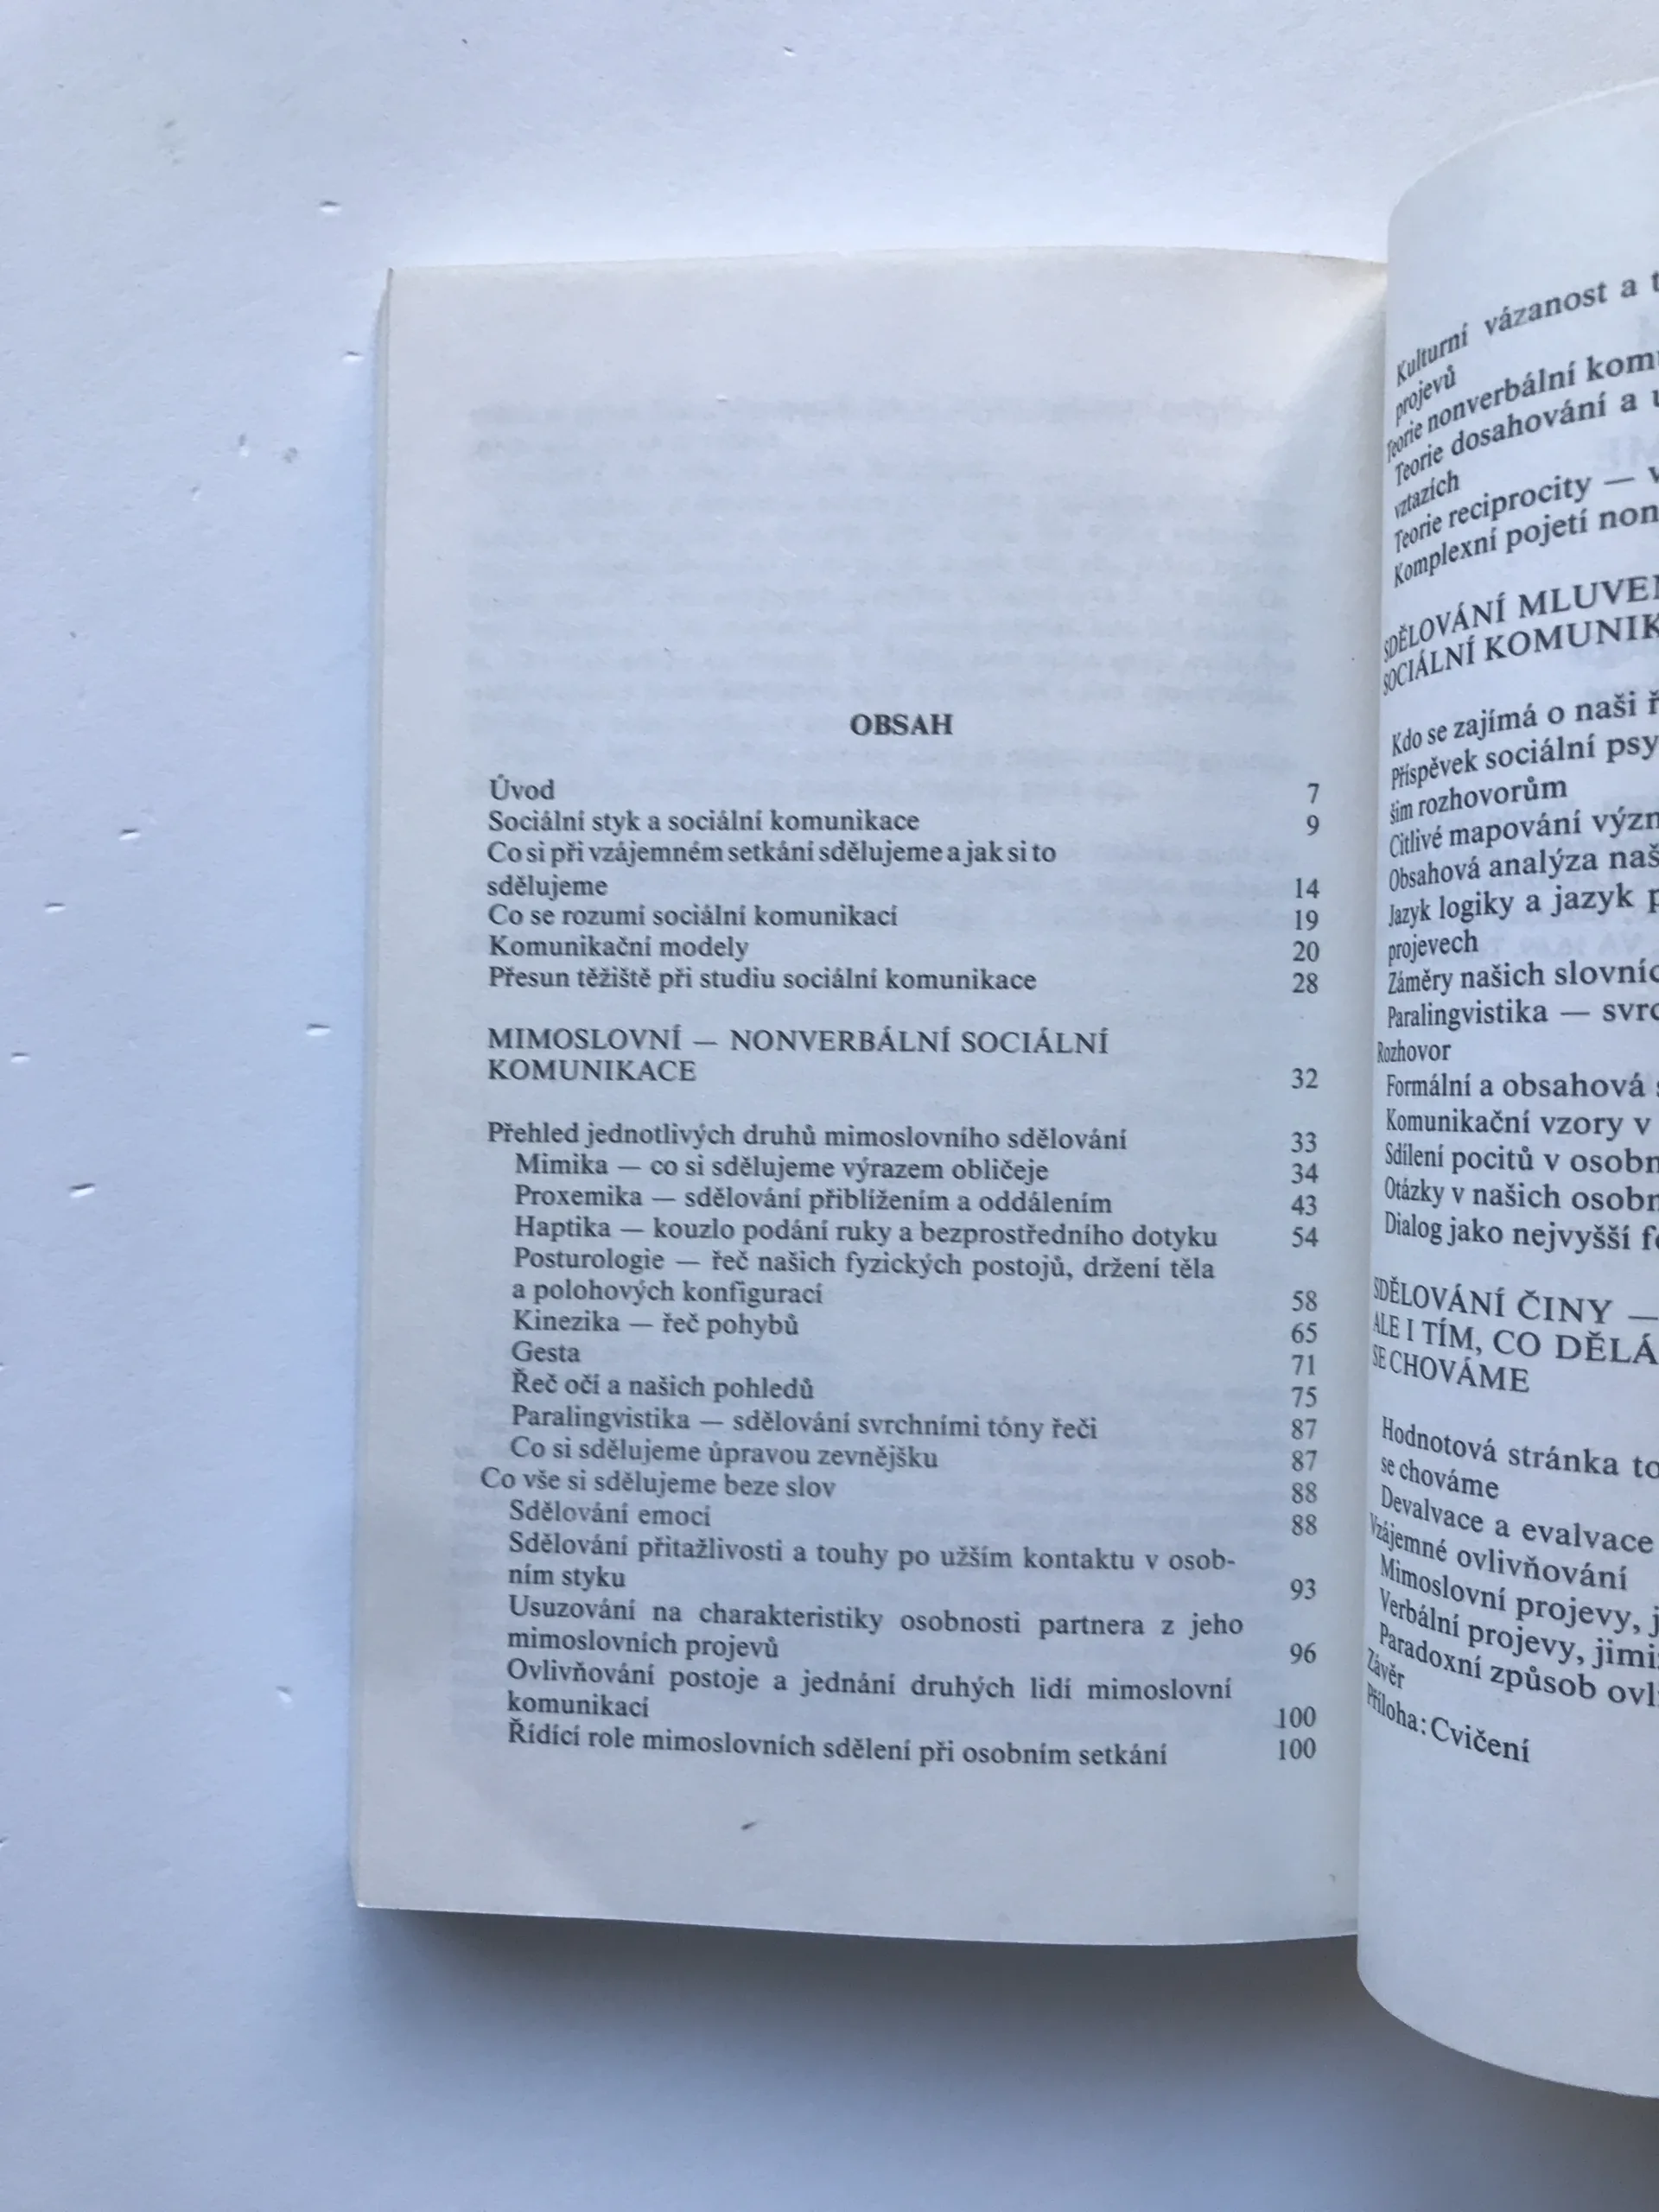 OBSAH
Úvod 7
Sociální styk a sociální komunikace 9
Co si při vzájemném setkání sdělujeme a jak si to
sdělujeme 14
Co se rozumí sociální komunikací 19
Komunikační modely 20
Přesun těžiště při studiu sociální komunikace 28
MIMOSLOVNÍ — NONVERBÁLNÍ SOCIÁLNÍ
KOMUNIKACE 32
Přehled jednotlivých druhů mimoslovního sdělování 33
Mimika — co si sdělujeme výrazem obličeje 34
Proxemika — sdělování přiblížením a oddálením 43
Haptika — kouzlo podání ruky a bezprostředního dotyku 54
Posturologie — řeč našich fyzických postojů, držení těla
a polohových konfigurací 58
Kinezika — řeč pohybů 65
Gesta 71
Řeč očí a našich pohledů 75
Paralingvistika — sdělování svrchními tóny řeči 87
Co si sdělujeme úpravou zevnějšku 87
Co vše si sdělujeme beze slov 88
Sdělování emocí 88
Sdělování přitažlivosti a touhy po užším kontaktu v osob-
ním styku 93
Usuzování na charakteristiky osobnosti partnera z jeho
mimoslovních projevů 96
Ovlivňování postoje a jednání druhých lidí mimoslovní
komunikací 100
Řídící role mimoslovních sdělení při osobním setkání 100
Kulturní vázanost a
projevů
Teorie nonverbální
Teorie dosahování a
vztazích
Teorie reciprocity —
Komplexní pojetí
SDĚLOVÁNÍ
SOCIÁLNÍ
Kdo se zajímá o naši
Příspěvek sociální
ším rozhovorům
Citlivé mapování
Obsahová analýza
Jazyk logiky a jazyk
projevech
Záměry našich
Paralingvistika —
Rozhovor
Formální a obsahová
Komunikační vzory v
Sdílení pocitů v
Otázky v našich
Dialog jako nejvyšší
SDĚLOVÁNÍ ČINY —
ALE I TÍM, CO
SE CHOVÁME
Hodnotová stránka
se chováme
Devalvace a evalvace
Vzájemné ovlivňování
Mimoslovní projevy,
Verbální projevy,
Paradoxní způsob
Závěr
Příloha: Cvičení